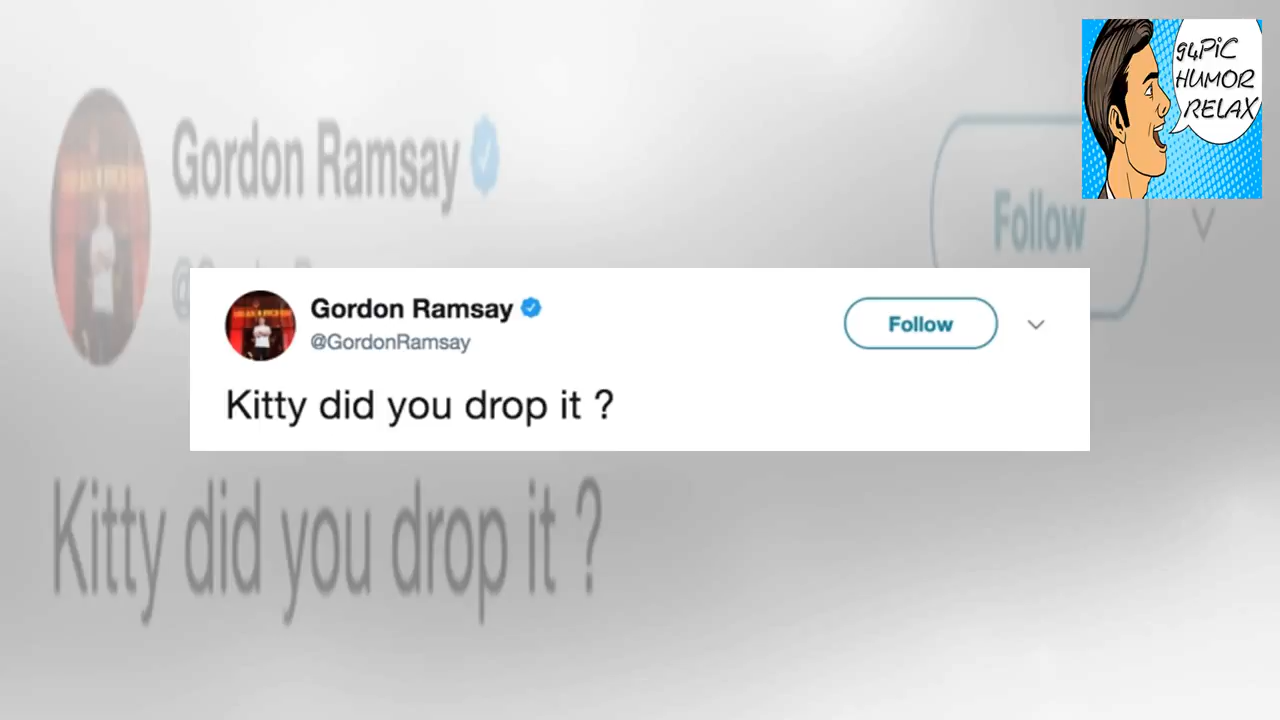 94PiC
HUMOR
RELAX
Gordon Ramsay
Follow
Gordon Ramsay
@GordonRamsay
Follow
Kitty did you drop it ?
Kitty did you drop it ?